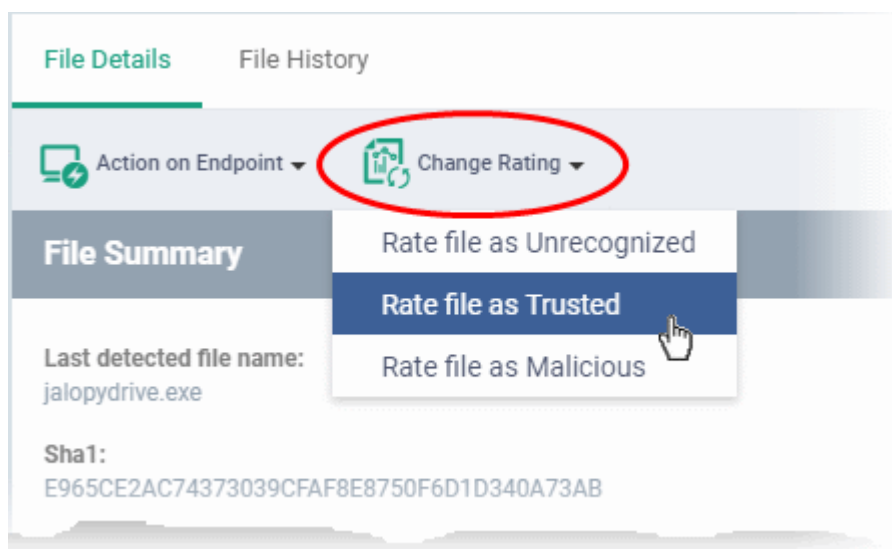 File Details File History
Action on Endpoint Change Rating
File Summary
Rate file as Unrecognized
Rate file as Trusted
Rate file as Malicious
Last detected file name:
jalopydrive.exe
Sha1:
E965CE2AC74373039CFAF8E8750F6D1D340A73AB